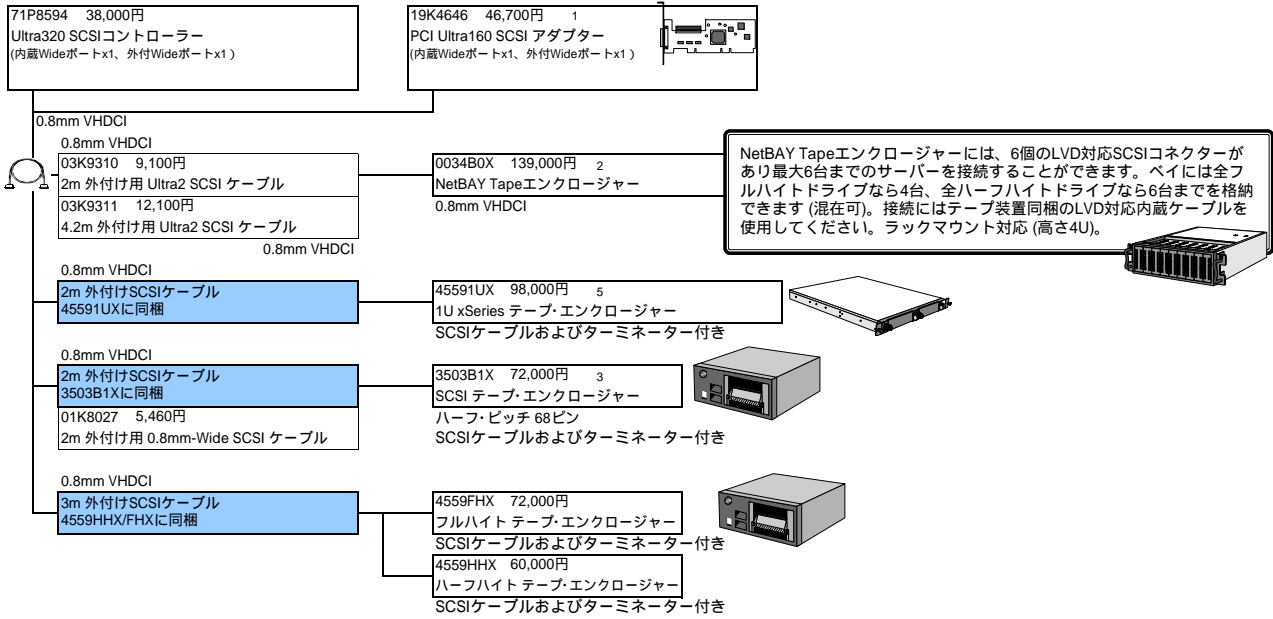 71P8594 38,000円
Ultra320 SCSIコントローラー
(内蔵Wideポートx1、外付Wideポートx1 )
19K4646 46,700円 1
PCI Ultra160 SCSI アダプター
(内蔵Wideポートx1、外付Wideポートx1 )
0.8mm VHDCI
0.8mm VHDCI
03K9310 9,100円
2m 外付け用 Ultra2 SCSI ケーブル
03K9311 12,100円
4.2m 外付け用 Ultra2 SCSI ケーブル
0.8mm VHDCI
0034B0X 139,000円 2
NetBAY Tapeエンクロージャー
0.8mm VHDCI
NetBAY Tapeエンクロージャーには、6個のLVD対応SCSIコネクターが
あり最大6台までのサーバーを接続することができます。ベイには全フ
ルハイトドライブなら4台、全ハーフハイトドライブなら6台までを格納
できます (混在可)。接続にはテープ装置同梱のLVD対応内蔵ケーブルを
使用してください。ラックマウント対応 (高さ4U)。
0.8mm VHDCI
2m 外付けSCSIケーブル
45591UXに同梱
45591UX 98,000円 5
1U xSeries テープ・エンクロージャー
SCSIケーブルおよびターミネーター付き
0.8mm VHDCI
2m 外付けSCSIケーブル
3503B1Xに同梱
01K8027 5,460円
2m 外付け用 0.8mm-Wide SCSI ケーブル
3503B1X 72,000円 3
SCSI テープ・エンクロージャー
ハーフ・ピッチ 68ピン
SCSIケーブルおよびターミネーター付き
0.8mm VHDCI
3m 外付けSCSIケーブル
4559HHX/FHXに同梱
4559FHX 72,000円
フルハイト テープ・エンクロージャー
SCSIケーブルおよびターミネーター付き
4559HHX 60,000円
ハーフハイト テープ・エンクロージャー
SCSIケーブルおよびターミネーター付き